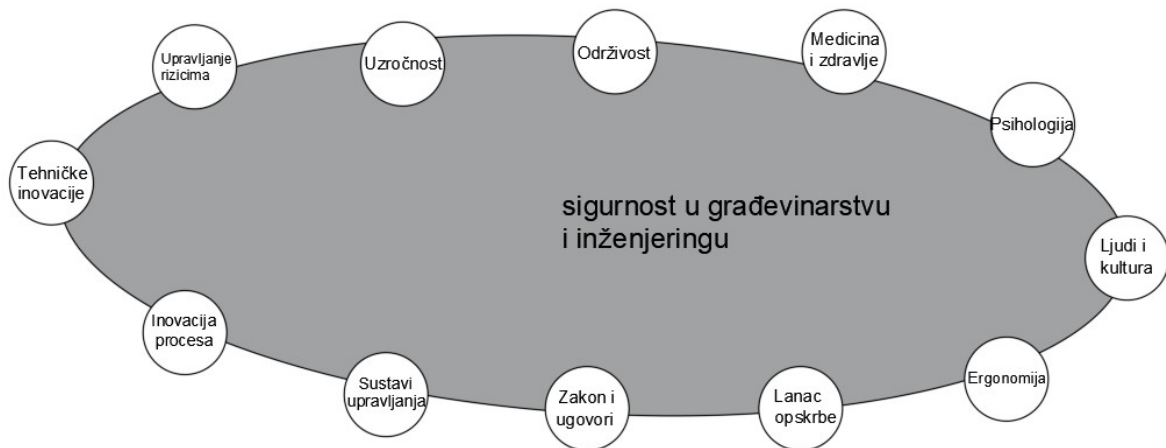 Upravljanje
rizicima
Uzročnost
Održivost
Medicina
i zdravlje
Psihologija
Tehničke
inovacije
sigurnost u građevinarstvu
i inženjeringu
Ljudi i
kultura
Inovacija
procesa
Sustavi
upravljanja
Zakon i
ugovori
Lanac
opskrbe
Ergonomija